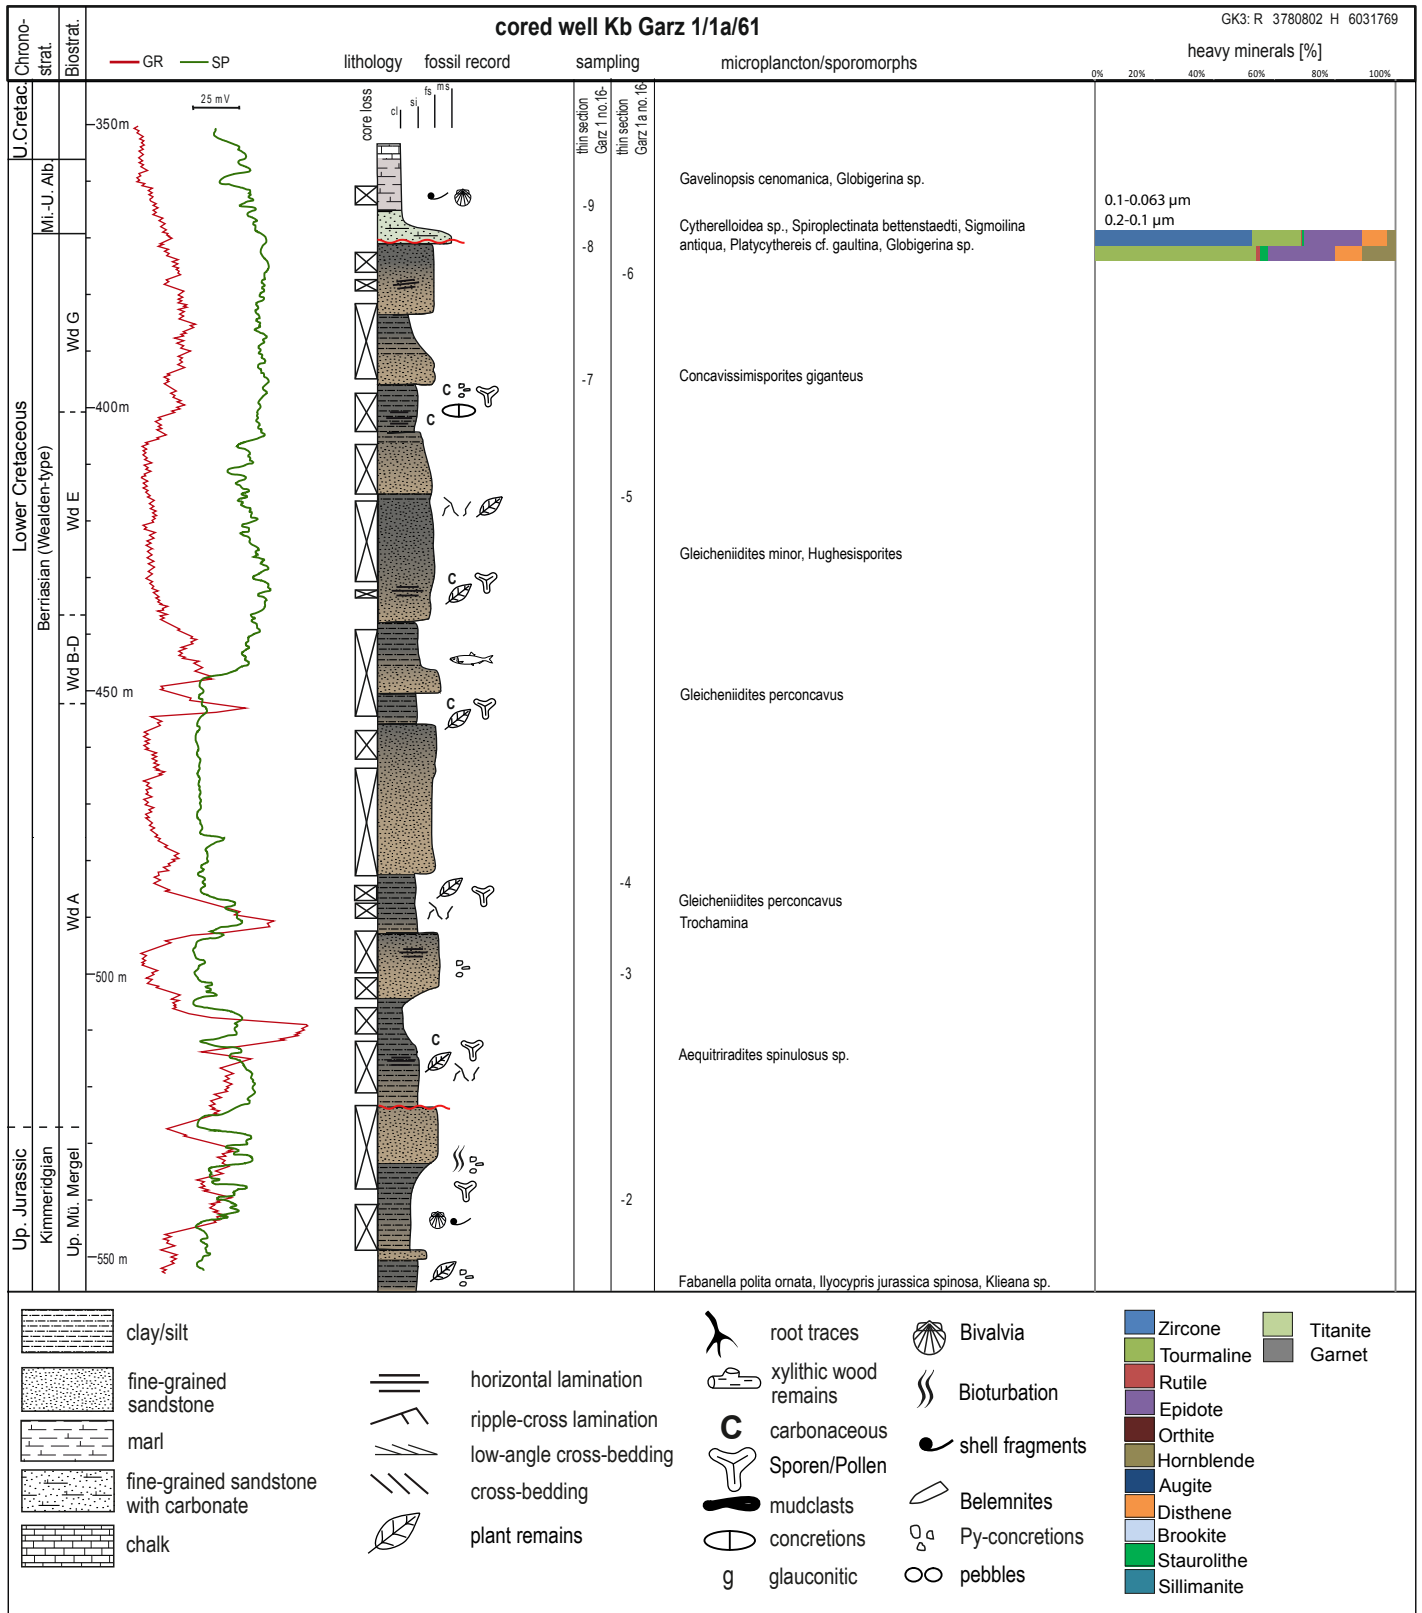 cored well Kb Garz 1/1a/61
GK3: R 3780802 H 6031769
Chrono-
strat.
Biostrat.
GR
SP
lithology
fossil record
sampling
microplancton/sporomorphs
heavy minerals [%]
0% 20% 40% 60% 80% 100%
25 mV
core loss
cl
si
fs
ms
thin section
Garz 1 no.16-
thin section
Garz 1a no.16-
U.Cretac.
Lower Cretaceous
Up. Jurassic
Mi.-U. Alb.
Berriasian (Wealden-type)
Kimmeridgian
Wd G
Wd E
Wd B-D
Wd A
Up. Mü. Mergel
350m
400m
450 m
500 m
550 m
C
C
C
C
C
-9
-8
-7
-6
-5
-4
-3
-2
Gavelinopsis cenomanica, Globigerina sp.
Cytherelloidea sp., Spiroplectinata bettenstaedti, Sigmoilina
antiqua, Platycythereis cf. gaultina, Globigerina sp.
0.1-0.063 µm
0.2-0.1 µm
Concavissimisporites giganteus
Gleicheniidites minor, Hughesisporites
Gleicheniidites perconcavus
Gleicheniidites perconcavus
Trochamina
Aequitriradites spinulosus sp.
Fabanella polita ornata, Ilyocypris jurassica spinosa, Klieana sp.
clay/silt
fine-grained
sandstone
marl
fine-grained sandstone
with carbonate
chalk
horizontal lamination
ripple-cross lamination
low-angle cross-bedding
cross-bedding
plant remains
root traces
xylithic wood
remains
C carbonaceous
Sporen/Pollen
mudclasts
concretions
g glauconitic
Bivalvia
Bioturbation
shell fragments
Belemnites
Py-concretions
pebbles
Zircone
Tourmaline
Rutile
Epidote
Orthite
Hornblende
Augite
Disthene
Brookite
Staurolithe
Sillimanite
Titanite
Garnet